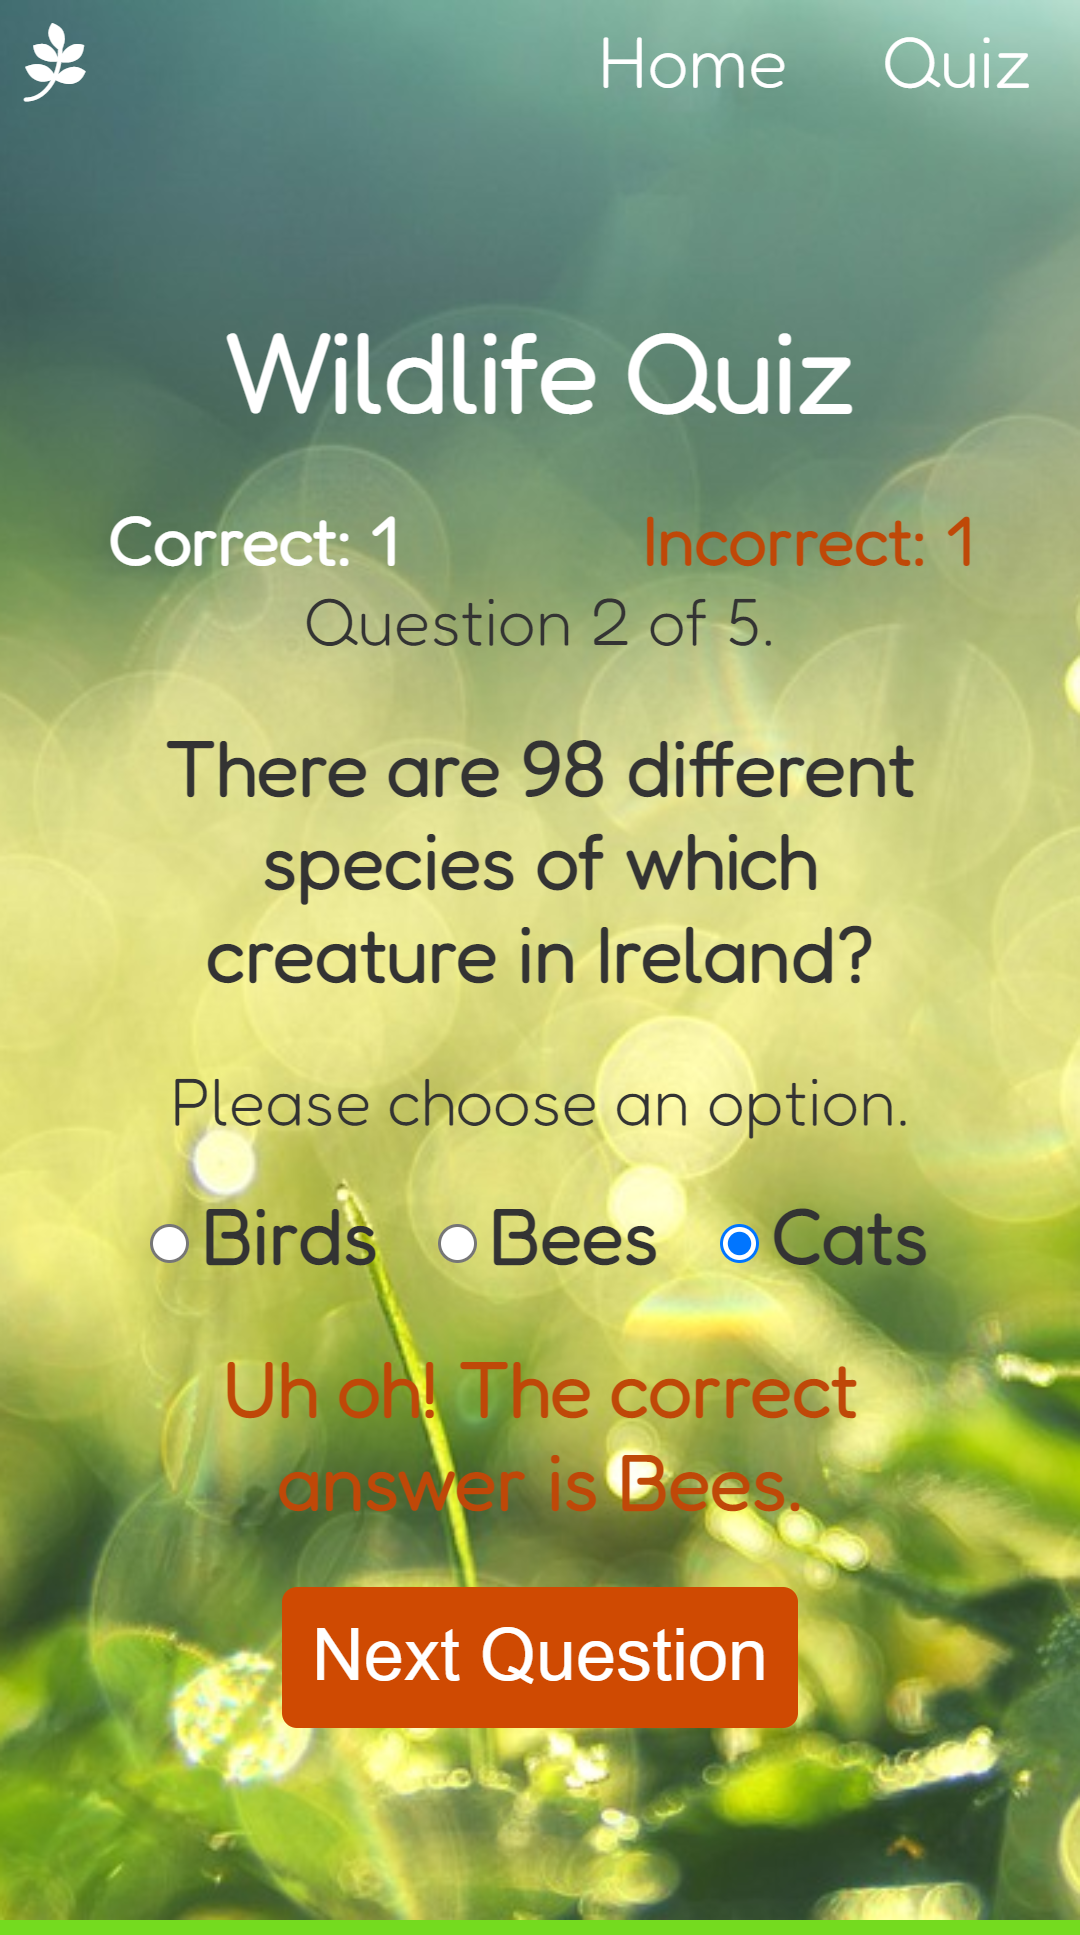 Home Quiz
Wildlife Quiz
Correct: 1 Incorrect: 1
Question 2 of 5.
There are 98 different
species of which
creature in Ireland?
Please choose an option.
Birds Bees Cats
Uh oh! The correct
answer is Bees.
Next Question